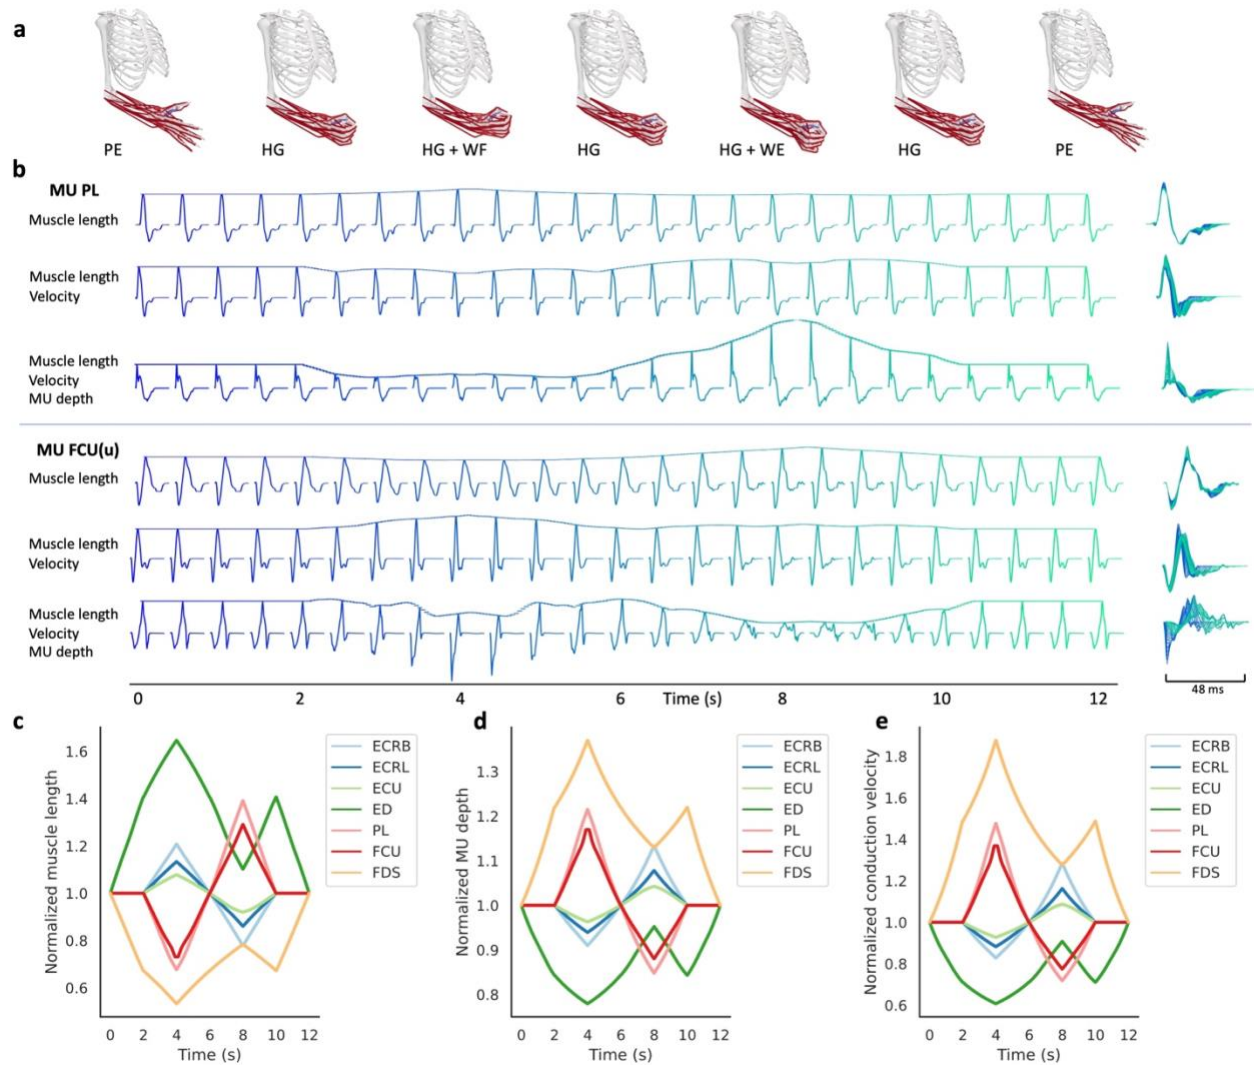 a
PE
HG
HG + WF
HG
HG + WE
HG
PE
b
MU PL
Muscle length
Muscle length
Velocity
Muscle length
Velocity
MU depth
MU FCU(u)
Muscle length
Muscle length
Velocity
Muscle length
Velocity
MU depth
0 2 4 6 Time (s) 8 10 12
48 ms
c
Normalized muscle length
1.6
1.4
1.2
1.0
0.8
0.6
0 2 4 6 8 10 12
Time (s)
ECRB
ECRL
ECU
ED
PL
FCU
FDS
d
Normalized MU depth
1.3
1.2
1.1
1.0
0.9
0.8
0 2 4 6 8 10 12
Time (s)
ECRB
ECRL
ECU
ED
PL
FCU
FDS
e
Normalized conduction velocity
1.8
1.6
1.4
1.2
1.0
0.8
0.6
0 2 4 6 8 10 12
Time (s)
ECRB
ECRL
ECU
ED
PL
FCU
FDS